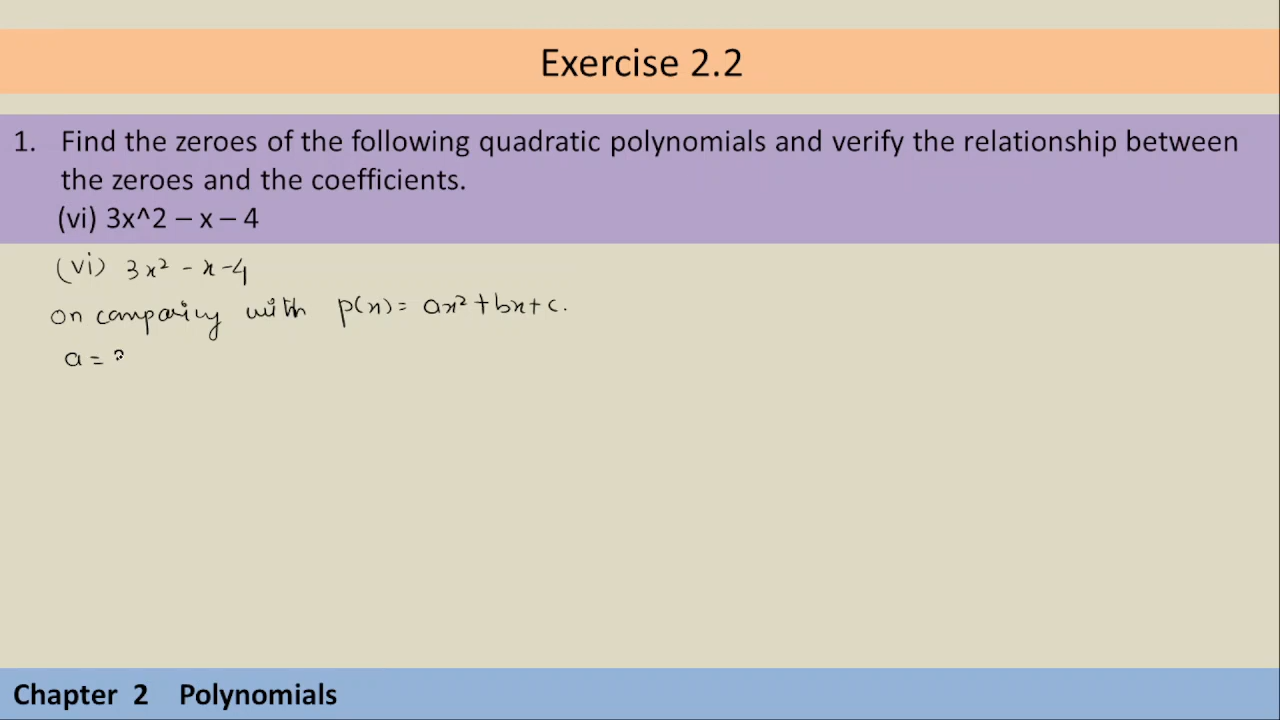 Exercise 2.2
1. Find the zeroes of the following quadratic polynomials and verify the relationship between
the zeroes and the coefficients.
(vi) 3x^2 – x – 4
(vi) 3x² - x - 4
on comparing with p(x) = ax² + bx + c.
a =
Chapter 2 Polynomials